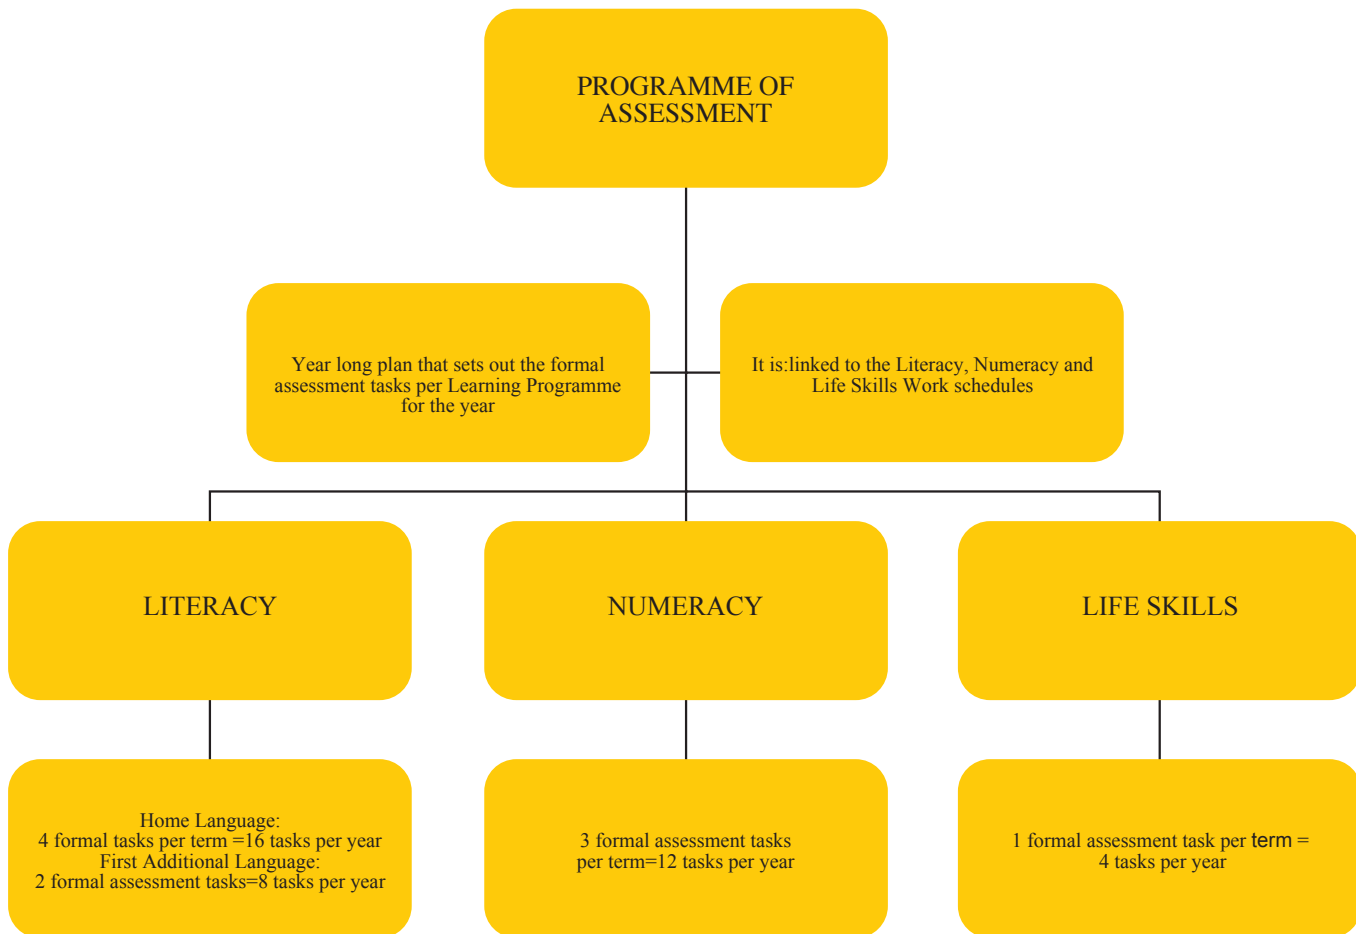 PROGRAMME OF
ASSESSMENT
Year long plan that sets out the formal
assessment tasks per Learning Programme
for the year
It is:linked to the Literacy, Numeracy and
Life Skills Work schedules
LITERACY
NUMERACY
LIFE SKILLS
Home Language:
4 formal tasks per term =16 tasks per year
First Additional Language:
2 formal assessment tasks=8 tasks per year
3 formal assessment tasks
per term=12 tasks per year
1 formal assessment task per term =
4 tasks per year